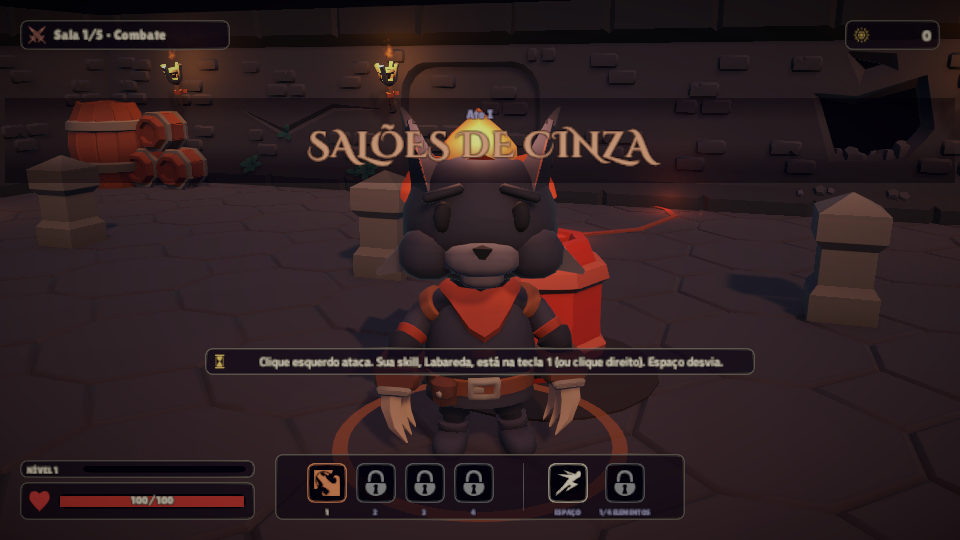 Sala 1/5 - Combate
0
Ato I
SALÕES DE CINZA
Clique esquerdo ataca. Sua skill, Labareda, está na tecla 1 (ou clique direito). Espaço desvia.
NÍVEL 1
100/100
1
2
3
4
ESPAÇO
1/4 ELEMENTOS